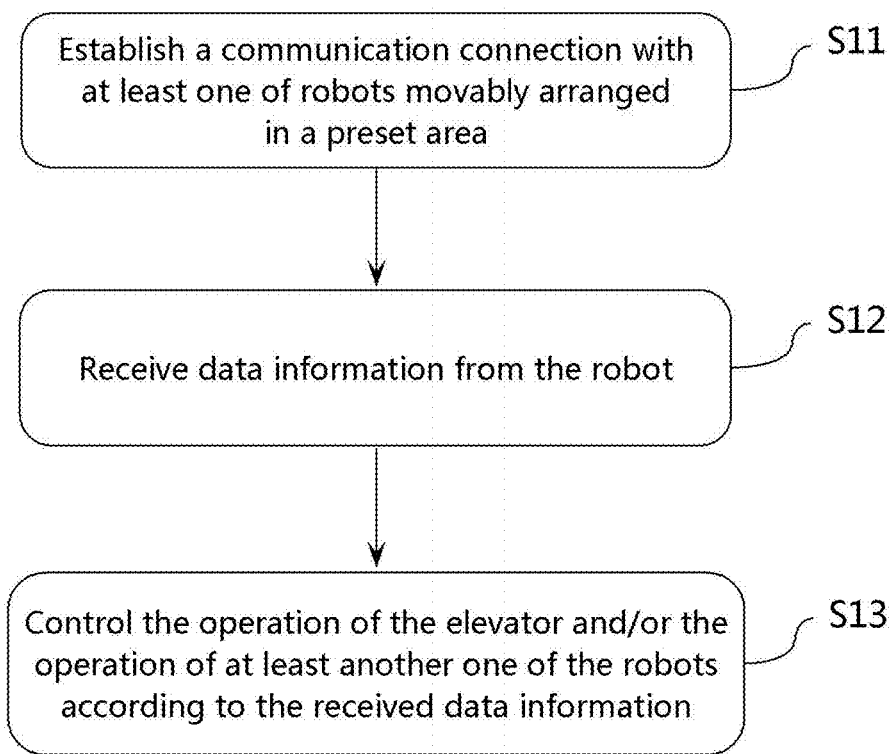 Establish a communication connection with
at least one of robots movably arranged
in a preset area
S11
Receive data information from the robot
S12
Control the operation of the elevator and/or the
operation of at least another one of the robots
according to the received data information
S13